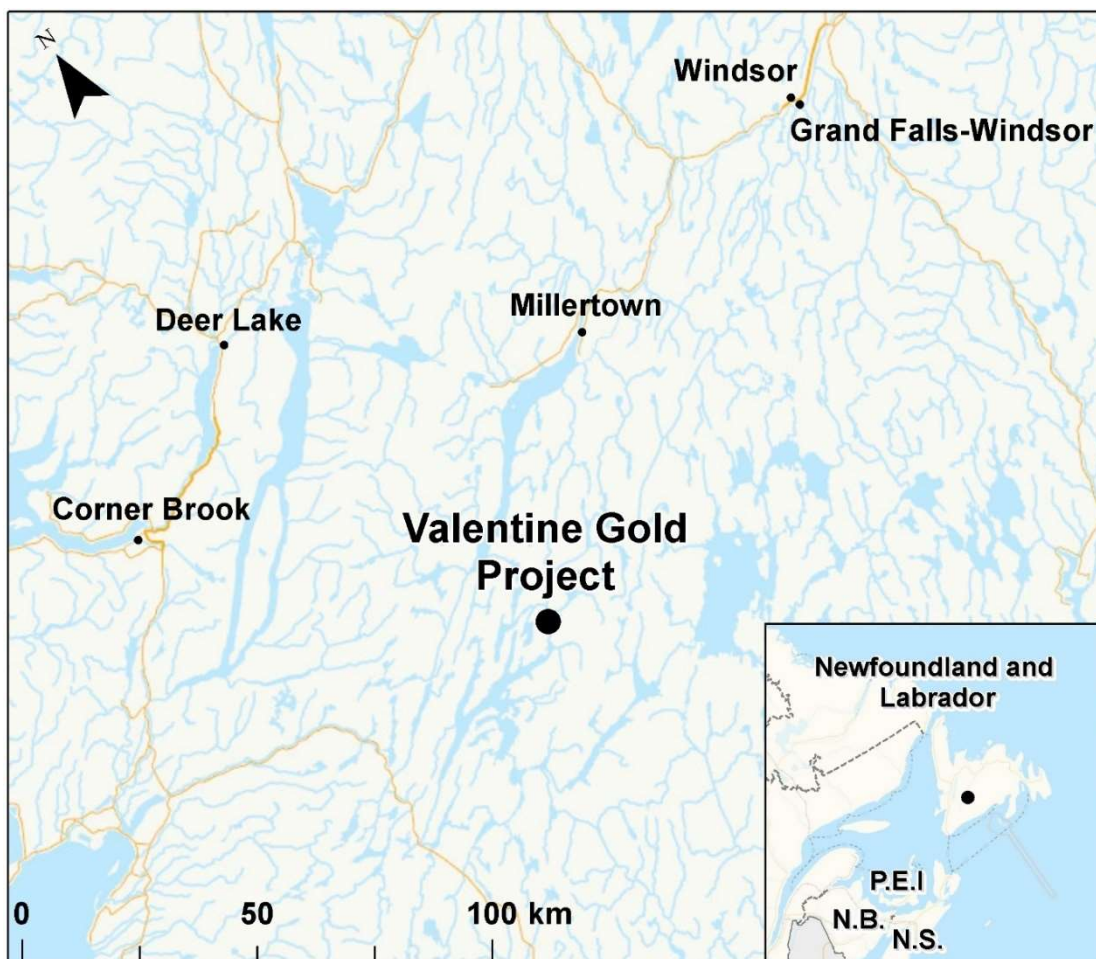 N
Windsor
Grand Falls-Windsor
Deer Lake
Millertown
Corner Brook
Valentine Gold
Project
Newfoundland and
Labrador
P.E.I
N.B.
N.S.
0 50 100 km